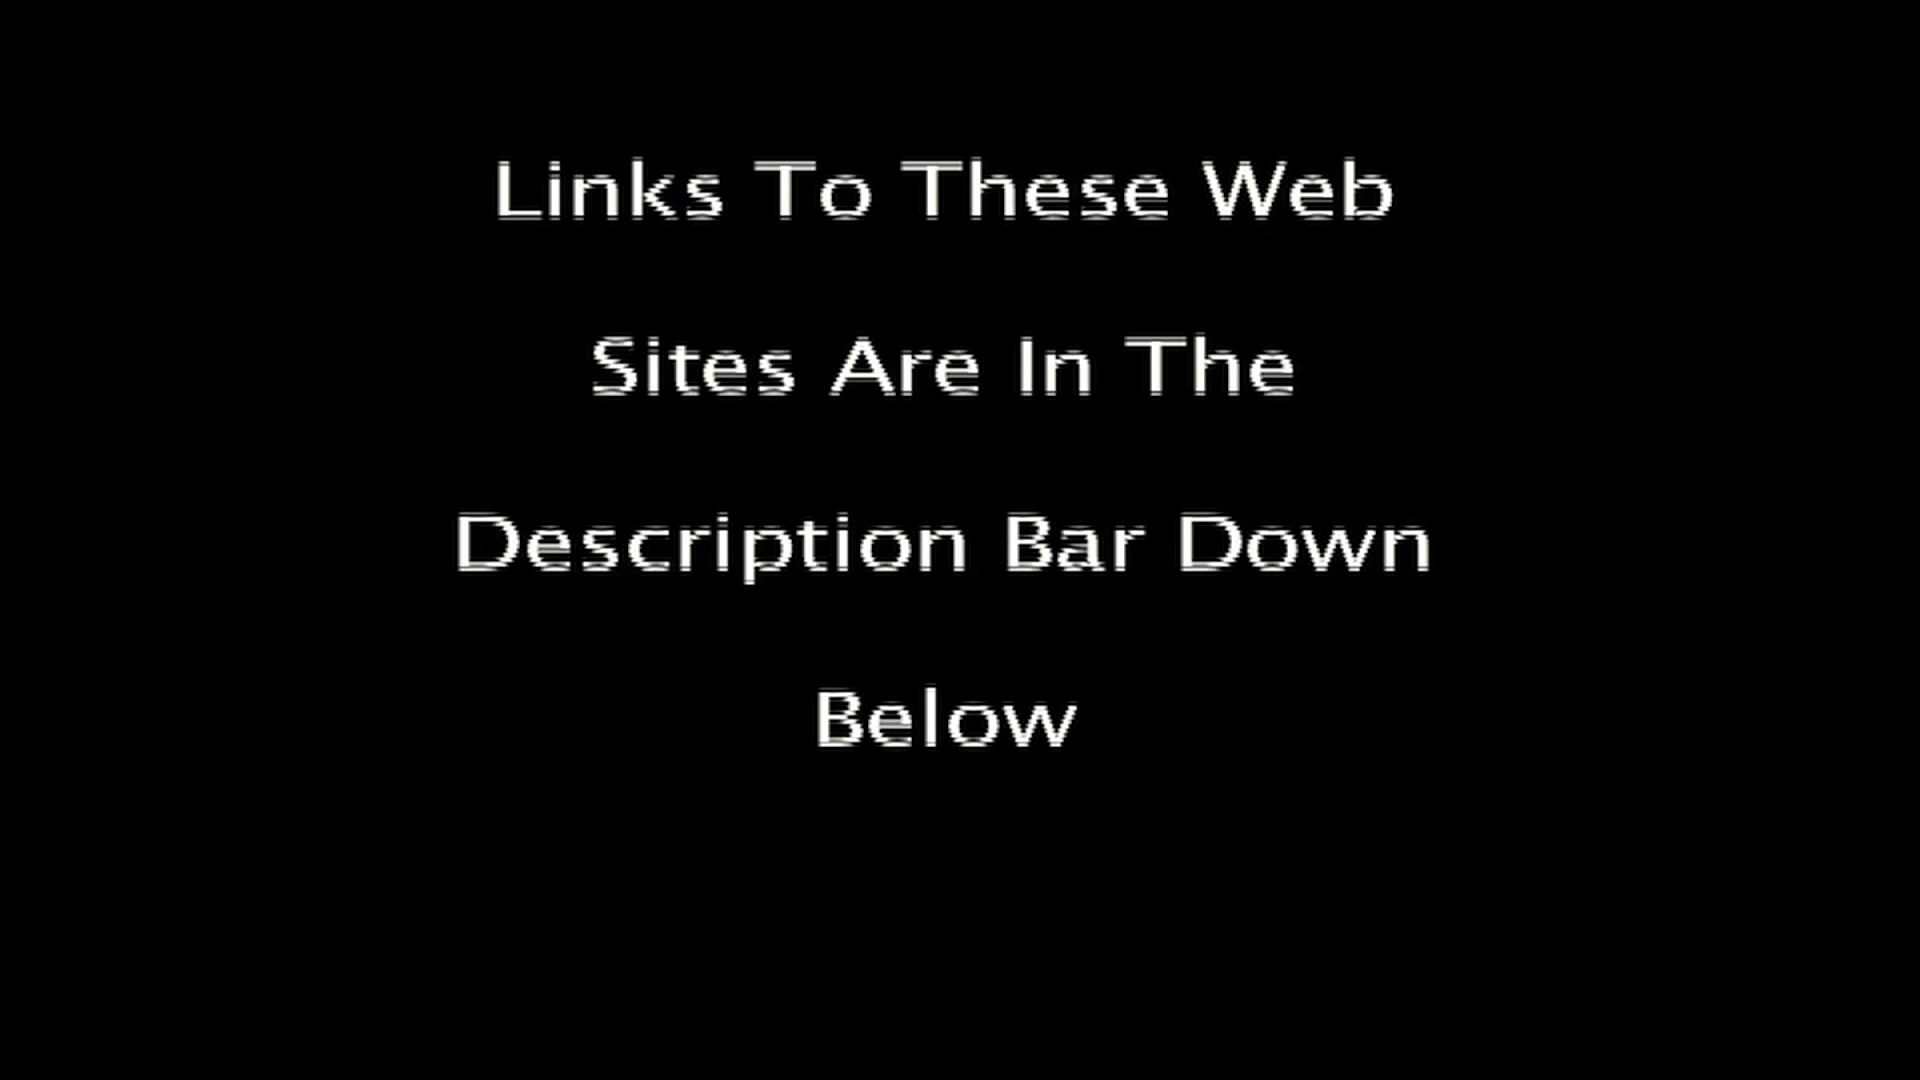 Links To These Web
Sites Are In The
Description Bar Down
Below